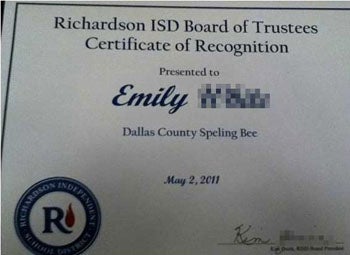 Richardson ISD Board of Trustees
Certificate of Recognition
Presented to
Emily
Dallas County Speling Bee
May 2, 2011
RICHARDSON INDEPENDENT
SCHOOL DISTRICT
R
Kim